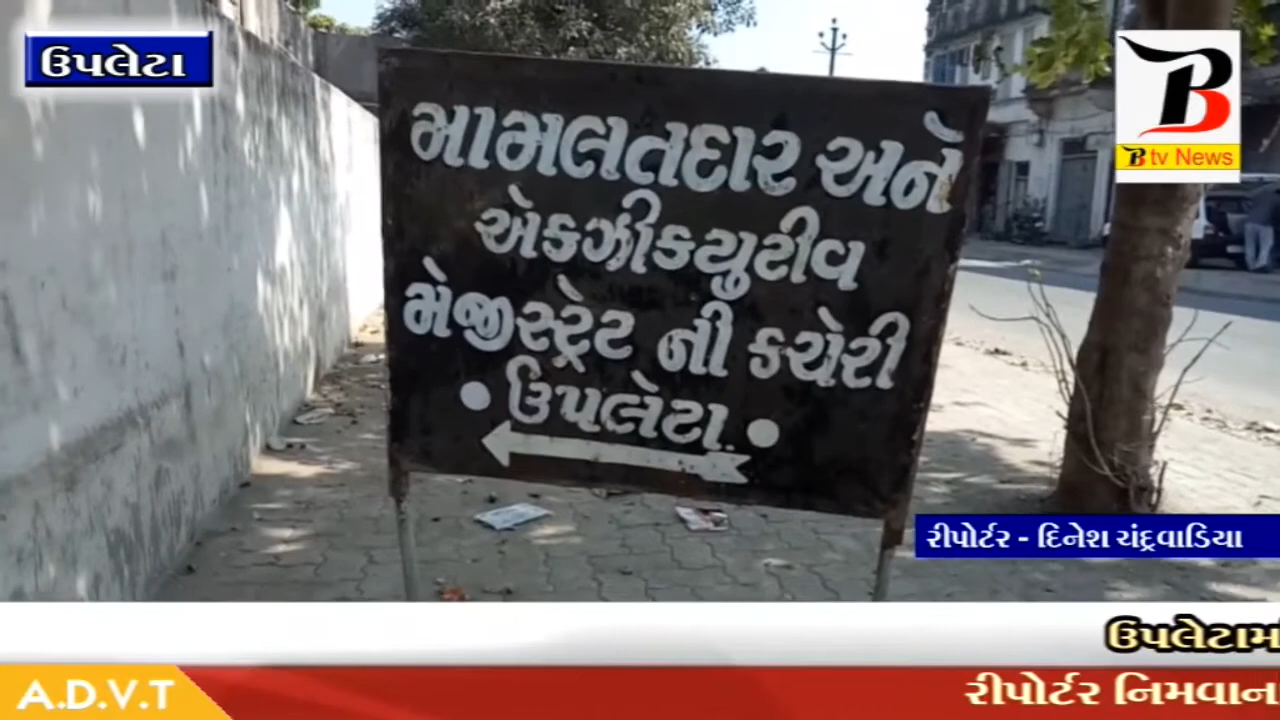 ઉપલેટા
B
B tv News
મામલતદાર અને
એકઝીકયુટીવ
મેજીસ્ટ્રેટ ની કચેરી
• ઉપલેટા. •
રીપોર્ટર - દિનેશ ચંદ્રવાડિયા
ઉપલેટામાં
A.D.V.T
રીપોર્ટર નિમવાન